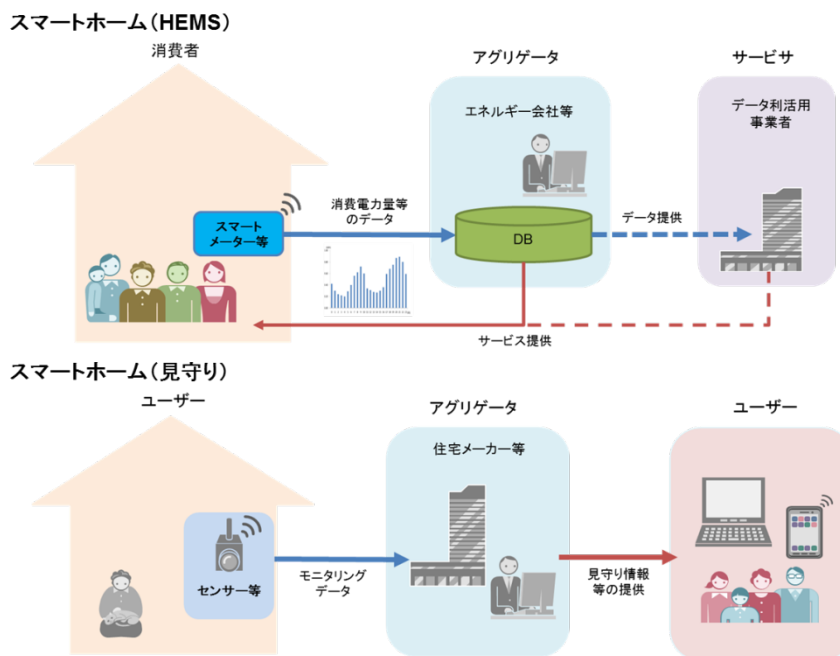 スマートホーム(HEMS)
消費者
アグリゲータ
サービサ
エネルギー会社等
データ利活用
事業者
スマート
メーター等
消費電力量等
のデータ
DB
データ提供
サービス提供
スマートホーム(見守り)
ユーザー
アグリゲータ
ユーザー
住宅メーカー等
センサー等
モニタリング
データ
見守り情報
等の提供